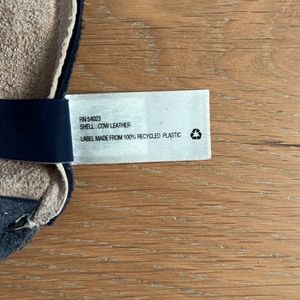 RN 54023
SHELL : COW LEATHER
LABEL MADE FROM 100% RECYCLED PLASTIC